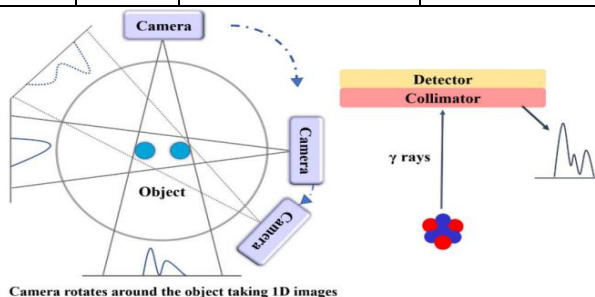 Camera
Camera
Camera
Object
Camera rotates around the object taking 1D images
Detector
Collimator
γ rays